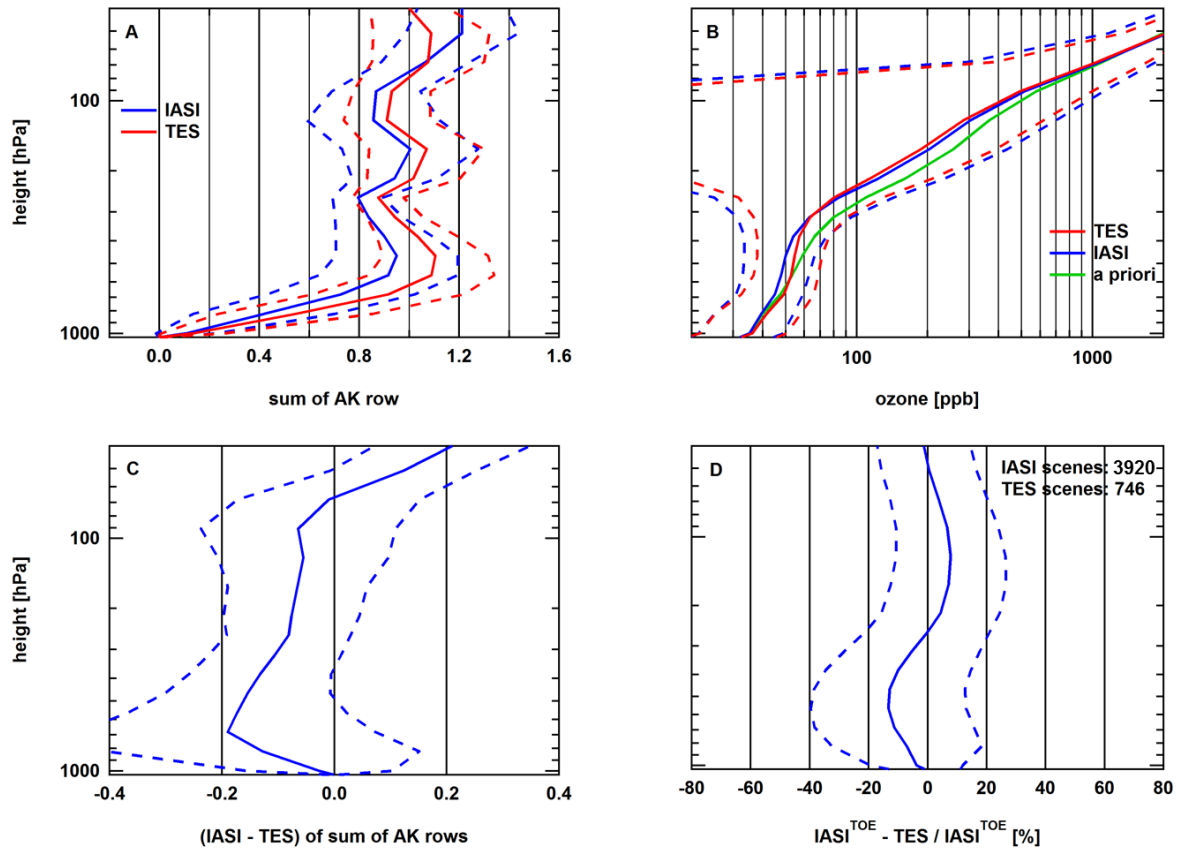 A
IASI
TES
height [hPa]
100
1000
0.0 0.4 0.8 1.2 1.6
sum of AK row
B
TES
IASI
a priori
100 1000
ozone [ppb]
C
height [hPa]
100
1000
-0.4 -0.2 0.0 0.2 0.4
(IASI - TES) of sum of AK rows
D
IASI scenes: 3920
TES scenes: 746
-80 -60 -40 -20 0 20 40 60 80
IASI^TOE - TES / IASI^TOE [%]